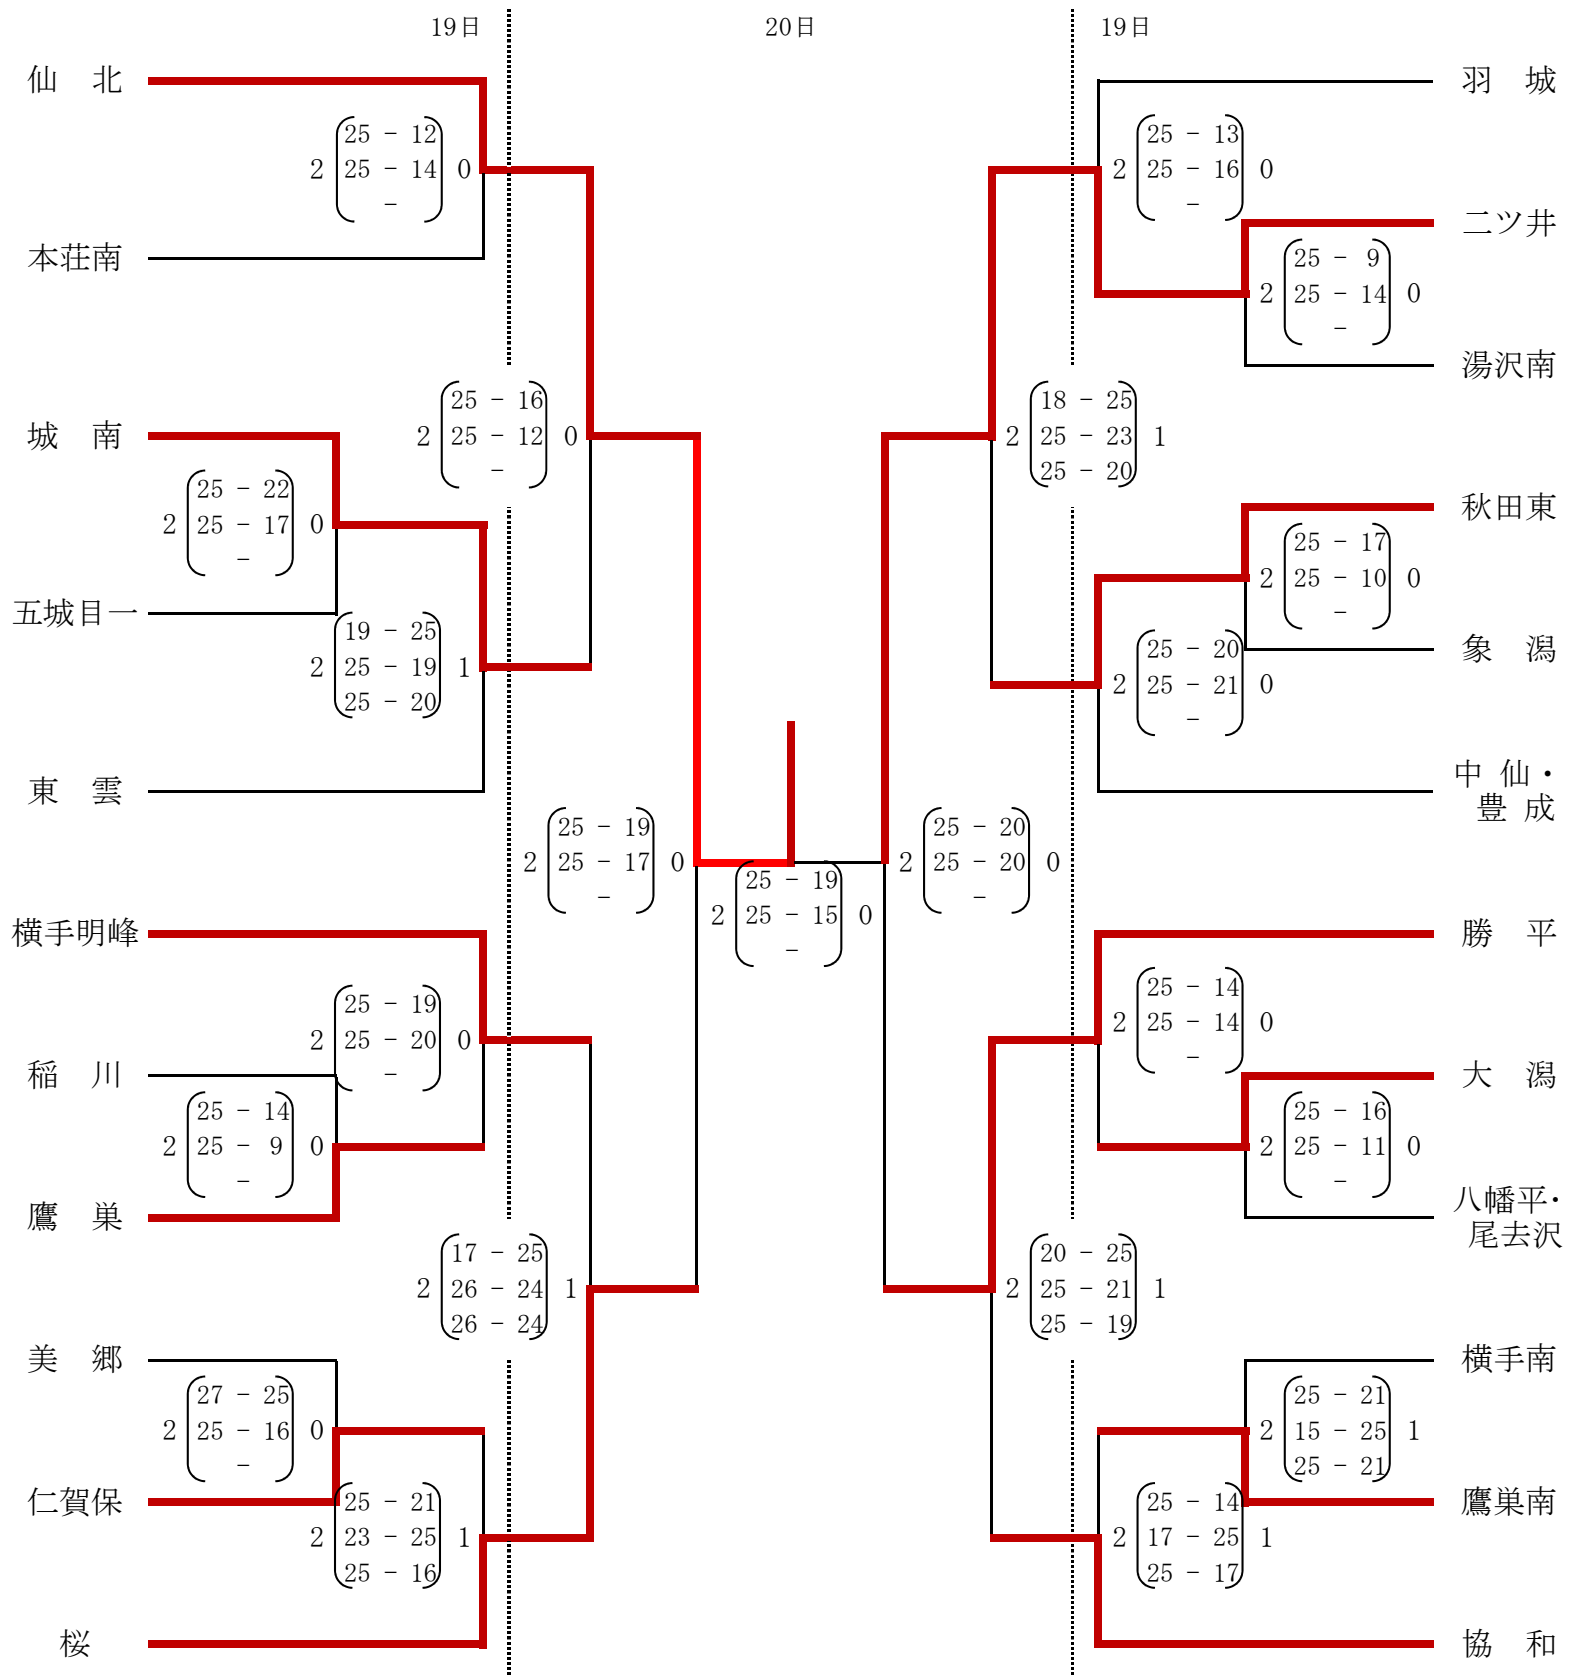 19日
20日
19日
仙 北
25 - 12
2 25 - 14 0
-
本荘南
25 - 16
2 25 - 12 0
-
城 南
25 - 22
2 25 - 17 0
-
五城目一
19 - 25
2 25 - 19 1
25 - 20
東 雲
25 - 19
2 25 - 17 0
-
横手明峰
25 - 19
2 25 - 20 0
-
稲 川
25 - 14
2 25 - 9 0
-
鷹 巣
17 - 25
2 26 - 24 1
26 - 24
美 郷
27 - 25
2 25 - 16 0
-
仁賀保
25 - 21
2 23 - 25 1
25 - 16
桜
25 - 19
2 25 - 15 0
-
羽 城
25 - 13
2 25 - 16 0
-
二ツ井
25 - 9
2 25 - 14 0
-
湯沢南
18 - 25
2 25 - 23 1
25 - 20
秋田東
25 - 17
2 25 - 10 0
-
象 潟
25 - 20
2 25 - 21 0
-
中 仙・
豊 成
25 - 20
2 25 - 20 0
-
勝 平
25 - 14
2 25 - 14 0
-
大 潟
25 - 16
2 25 - 11 0
-
八幡平・
尾去沢
20 - 25
2 25 - 21 1
25 - 19
横手南
25 - 21
2 15 - 25 1
25 - 21
鷹巣南
25 - 14
2 17 - 25 1
25 - 17
協 和